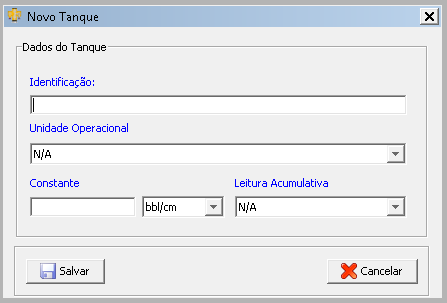 Novo Tanque
Dados do Tanque
Identificação:
Unidade Operacional
N/A
Constante Leitura Acumulativa
bbl/cm N/A
Salvar Cancelar